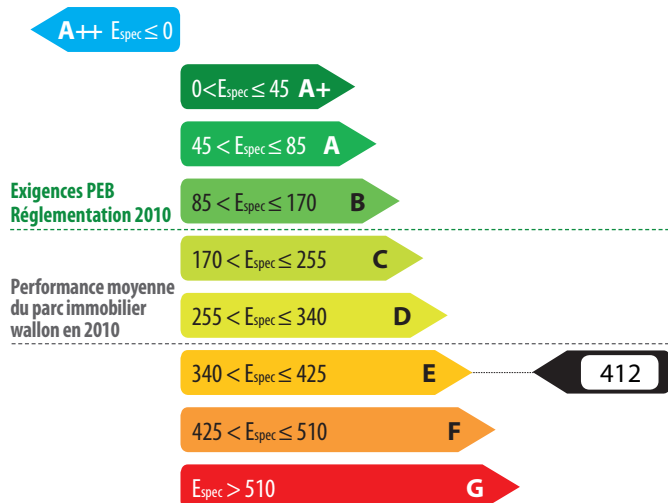 A++ Espec ≤ 0
0<Espec ≤ 45 A+
45 < Espec ≤ 85 A
Exigences PEB
Réglementation 2010
85 < Espec ≤ 170 B
170 < Espec ≤ 255 C
Performance moyenne
du parc immobilier
wallon en 2010
255 < Espec ≤ 340 D
340 < Espec ≤ 425 E
412
425 < Espec ≤ 510 F
Espec > 510 G